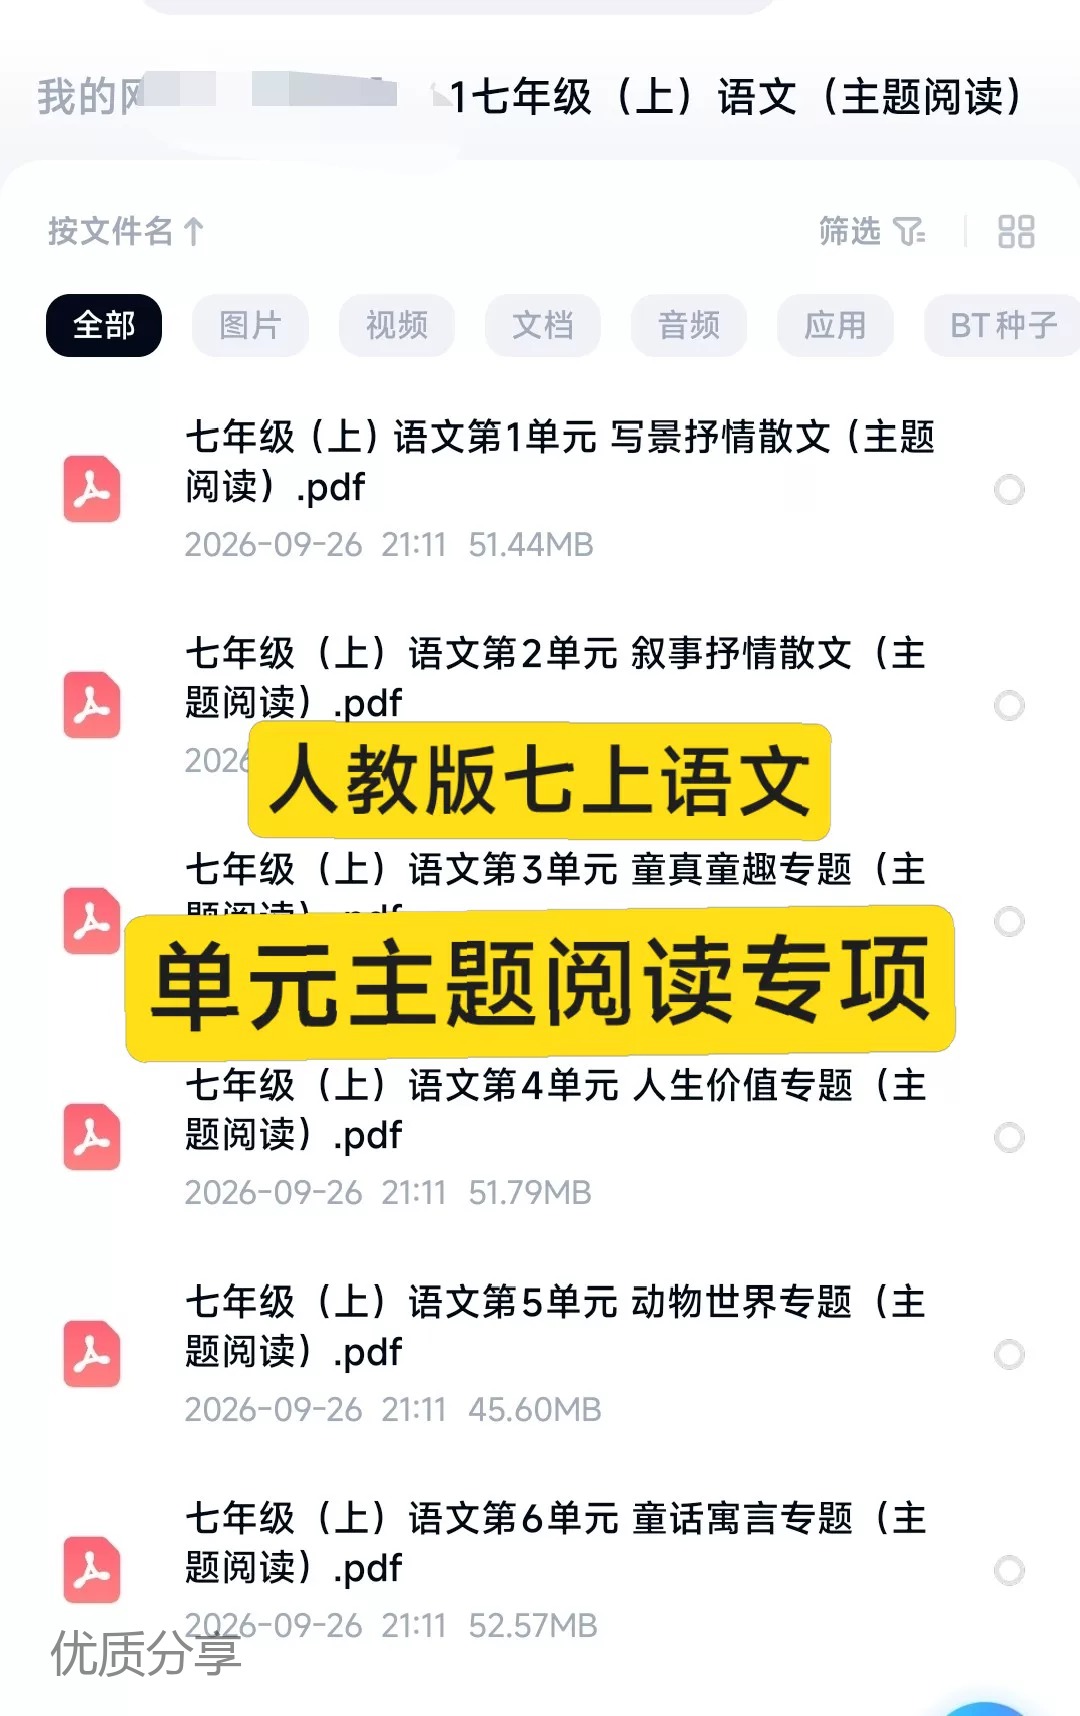 我的网
1七年级（上）语文（主题阅读）
按文件名↑
筛选
全部 图片 视频 文档 音频 应用 BT种子
七年级（上）语文第1单元 写景抒情散文（主题
阅读）.pdf
2026-09-26 21:11 51.44MB
七年级（上）语文第2单元 叙事抒情散文（主
题阅读）.pdf
2026
人教版七上语文
七年级（上）语文第3单元 童真童趣专题（主
题阅读）.pdf
单元主题阅读专项
七年级（上）语文第4单元 人生价值专题（主
题阅读）.pdf
2026-09-26 21:11 51.79MB
七年级（上）语文第5单元 动物世界专题（主
题阅读）.pdf
2026-09-26 21:11 45.60MB
七年级（上）语文第6单元 童话寓言专题（主
题阅读）.pdf
2026-09-26 21:11 52.57MB
优质分享